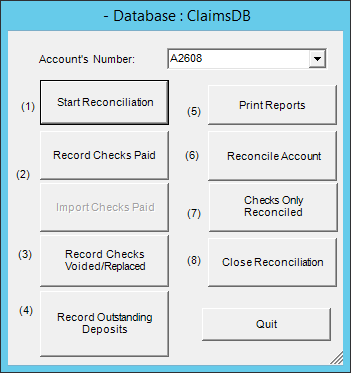 - Database : ClaimsDB
Account's Number:
A2608
(1)
Start Reconciliation
(2)
Record Checks Paid
Import Checks Paid
(3)
Record Checks
Voided/Replaced
(4)
Record Outstanding
Deposits
(5)
Print Reports
(6)
Reconcile Account
(7)
Checks Only
Reconciled
(8)
Close Reconciliation
Quit